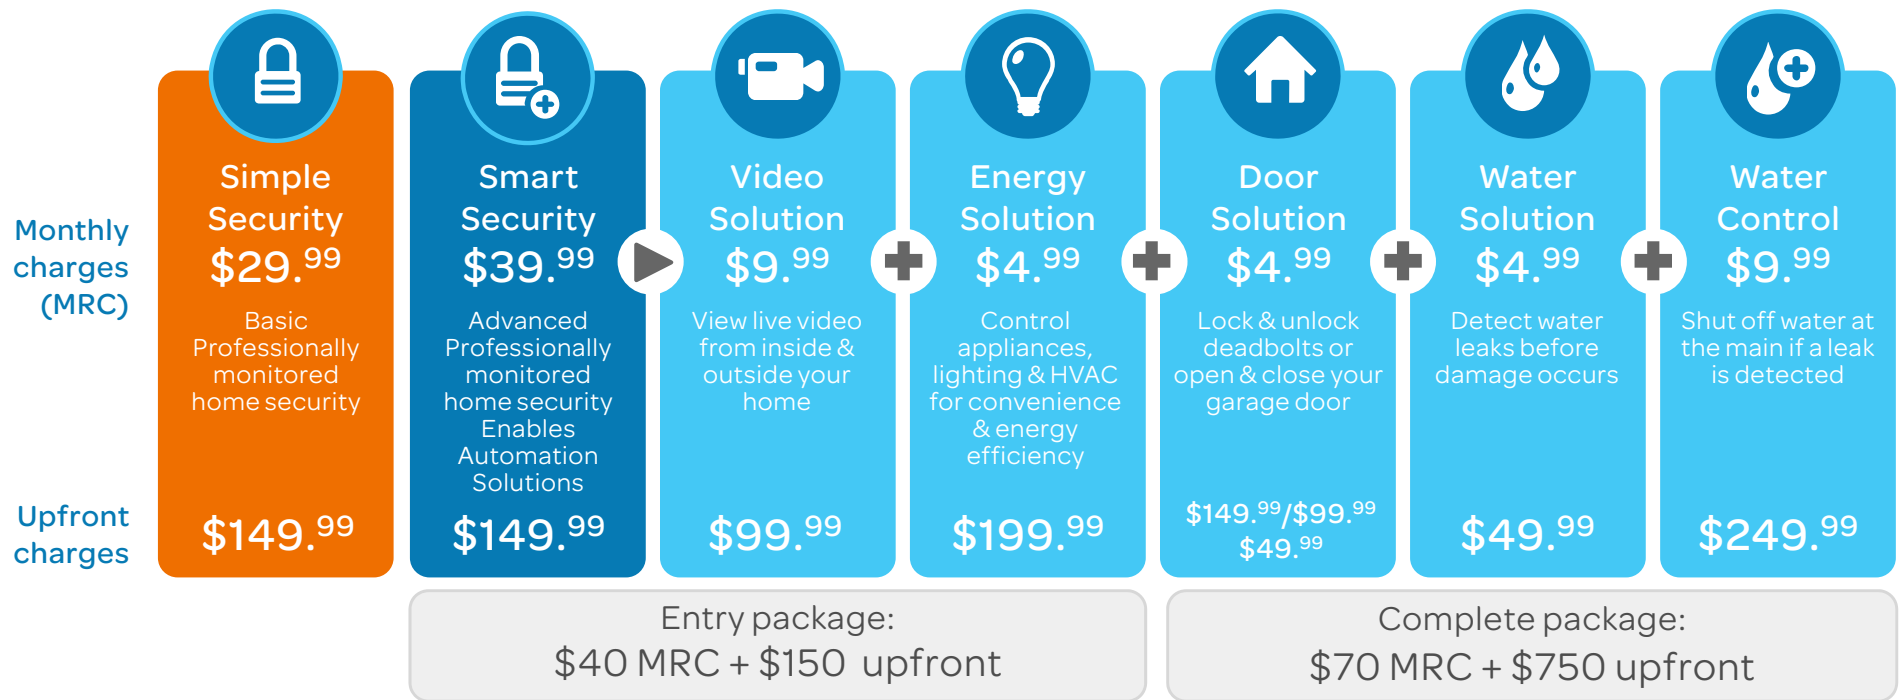 Monthly
charges
(MRC)
Upfront
charges
Simple
Security
$29.99
Basic
Professionally
monitored
home security
$149.99
Smart
Security
$39.99
Advanced
Professionally
monitored
home security
Enables
Automation
Solutions
$149.99
Video
Solution
$9.99
View live video
from inside &
outside your
home
$99.99
Energy
Solution
$4.99
Control
appliances,
lighting & HVAC
for convenience
& energy
efficiency
$199.99
Door
Solution
$4.99
Lock & unlock
deadbolts or
open & close your
garage door
$149.99/$99.99
$49.99
Water
Solution
$4.99
Detect water
leaks before
damage occurs
$49.99
Water
Control
$9.99
Shut off water at
the main if a leak
is detected
$249.99
Entry package:
$40 MRC + $150 upfront
Complete package:
$70 MRC + $750 upfront